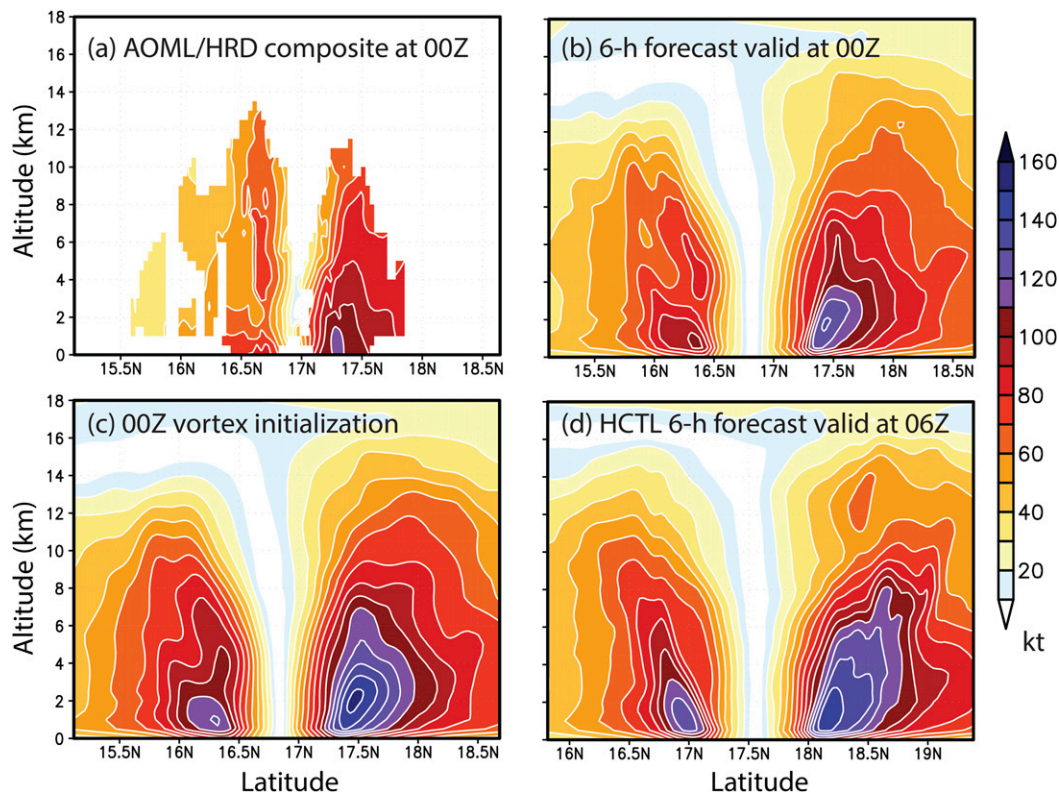 18
16
14
12
10
8
6
4
2
0
Altitude (km)
(a) AOML/HRD composite at 00Z
15.5N 16N 16.5N 17N 17.5N 18N 18.5N
(b) 6-h forecast valid at 00Z
15.5N 16N 16.5N 17N 17.5N 18N 18.5N
160
140
120
100
80
60
40
20
kt
18
16
14
12
10
8
6
4
2
0
Altitude (km)
(c) 00Z vortex initialization
15.5N 16N 16.5N 17N 17.5N 18N 18.5N
Latitude
(d) HCTL 6-h forecast valid at 06Z
16N 16.5N 17N 17.5N 18N 18.5N 19N
Latitude